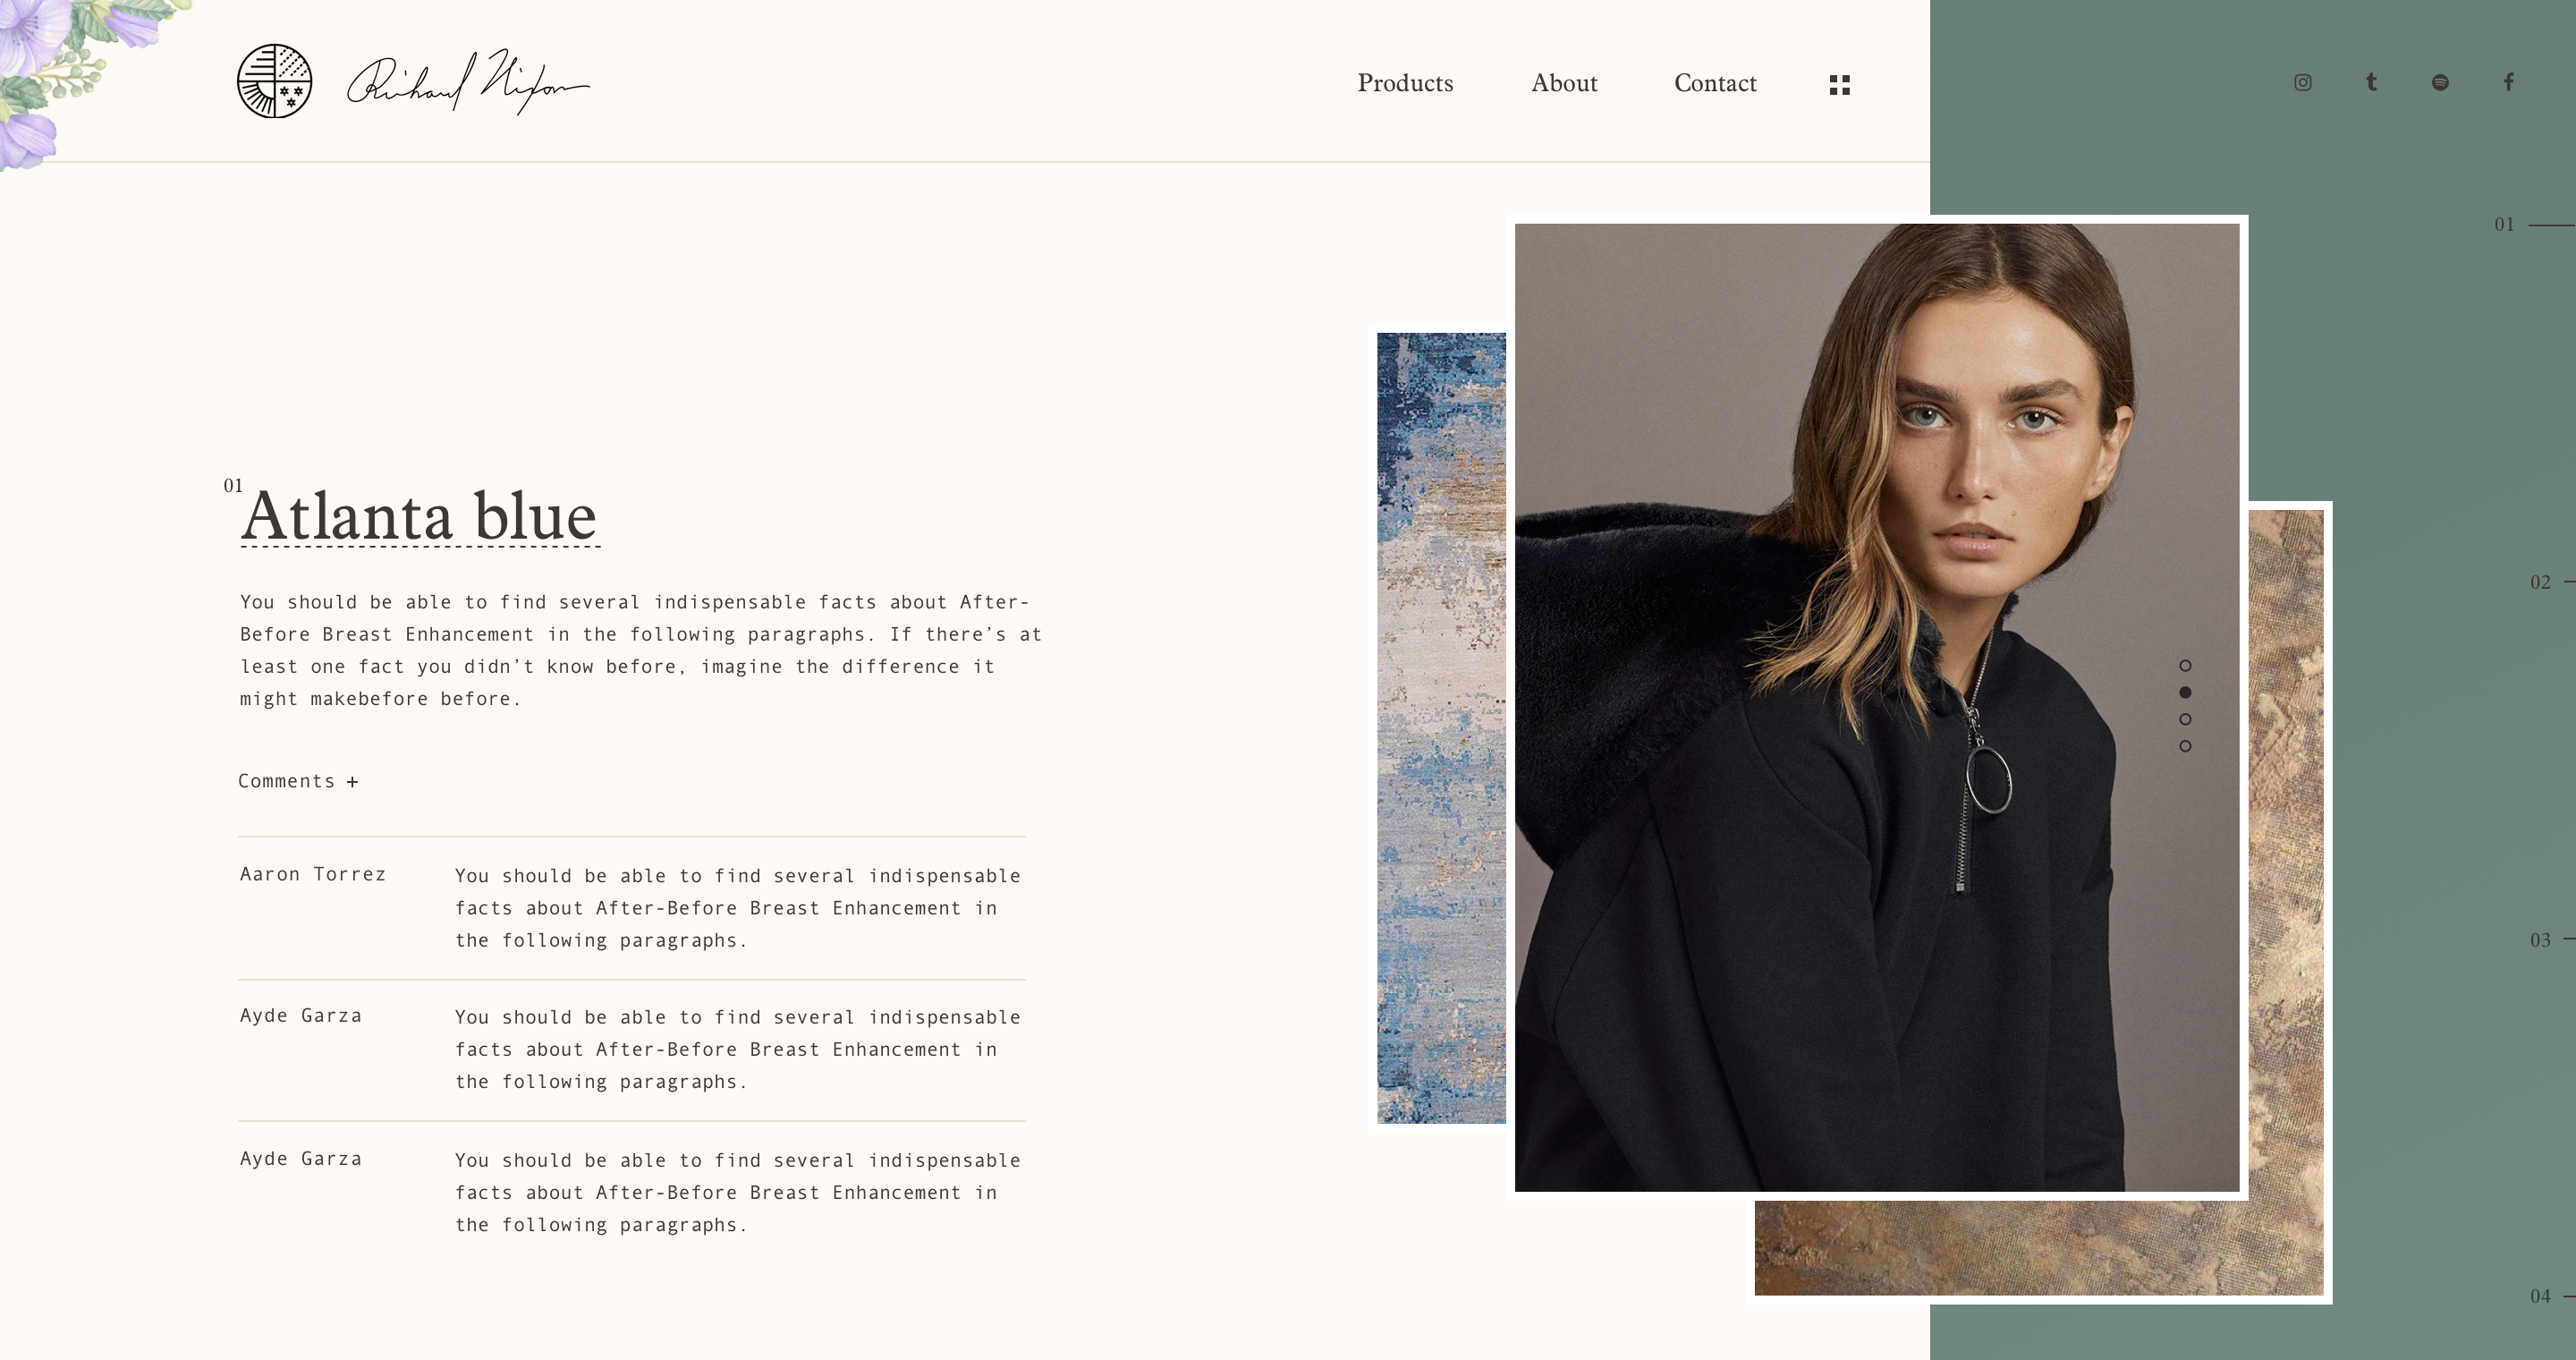 Richard Nixon
Products
About
Contact
01
01
Atlanta blue
You should be able to find several indispensable facts about After-
Before Breast Enhancement in the following paragraphs. If there’s at
least one fact you didn’t know before, imagine the difference it
might makebefore before.
Comments +
Aaron Torrez
You should be able to find several indispensable
facts about After-Before Breast Enhancement in
the following paragraphs.
Ayde Garza
You should be able to find several indispensable
facts about After-Before Breast Enhancement in
the following paragraphs.
Ayde Garza
You should be able to find several indispensable
facts about After-Before Breast Enhancement in
the following paragraphs.
02
03
04